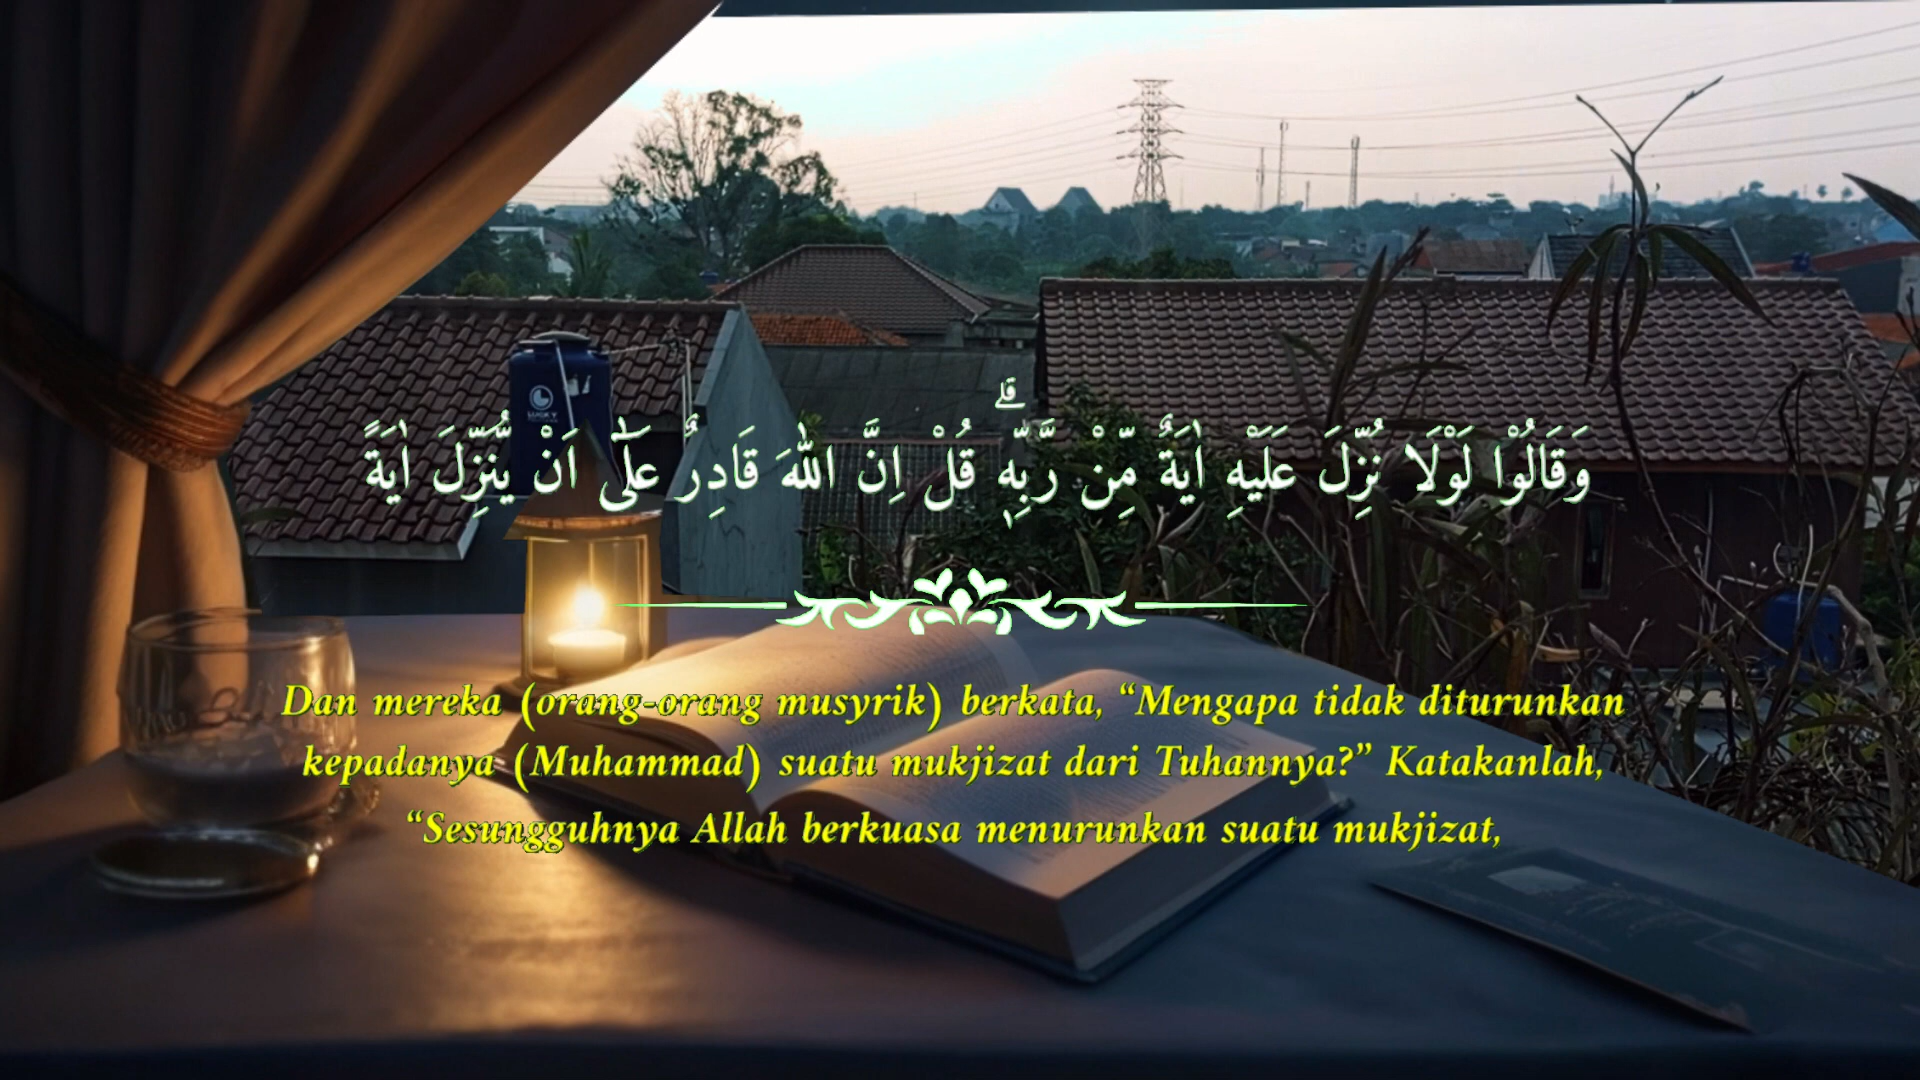 LUCKY
وَقَالُوْا لَوْلَا نُزِّلَ عَلَيْهِ اٰيَةٌ مِّنْ رَّبِّهٖۗ قُلْ اِنَّ اللّٰهَ قَادِرٌ عَلٰٓى اَنْ يُّنَزِّلَ اٰيَةً
Dan mereka (orang-orang musyrik) berkata, “Mengapa tidak diturunkan
kepadanya (Muhammad) suatu mukjizat dari Tuhannya?” Katakanlah,
“Sesungguhnya Allah berkuasa menurunkan suatu mukjizat,